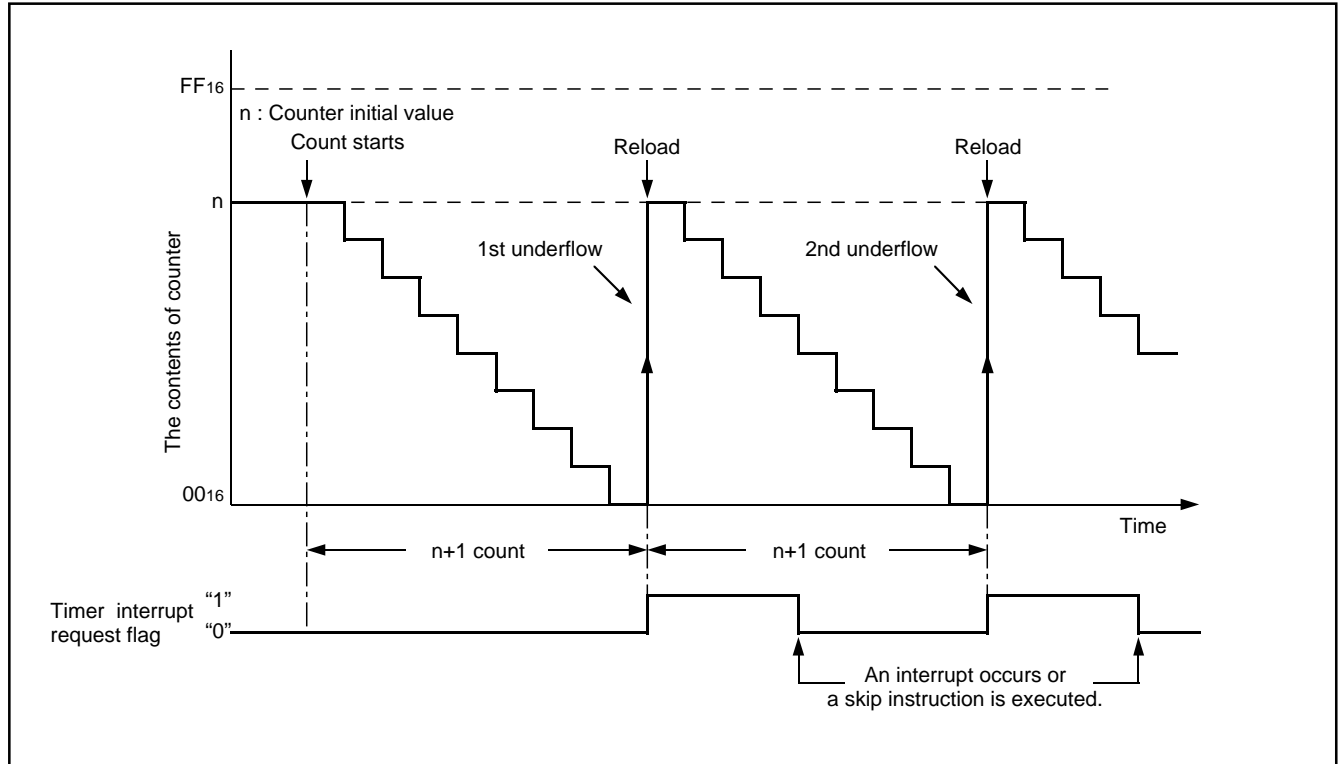 FF16
n : Counter initial value
Count starts
Reload
Reload
n
1st underflow
2nd underflow
The contents of counter
0016
Time
n+1 count
n+1 count
Timer interrupt
request flag
“1”
“0”
An interrupt occurs or
a skip instruction is executed.